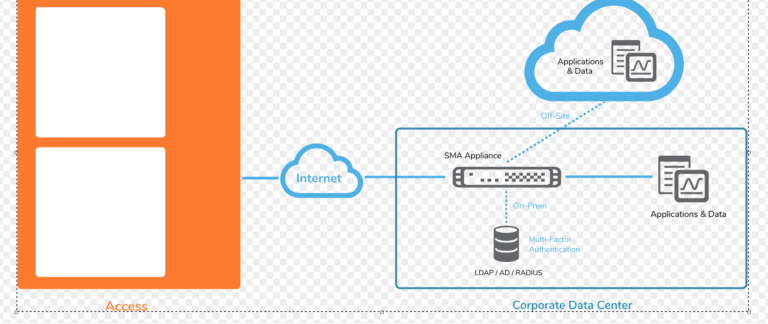 Applications
& Data
Off-Site
SMA Appliance
Internet
On-Prem
Applications & Data
Multi-Factor
Authentication
LDAP / AD / RADIUS
Access
Corporate Data Center